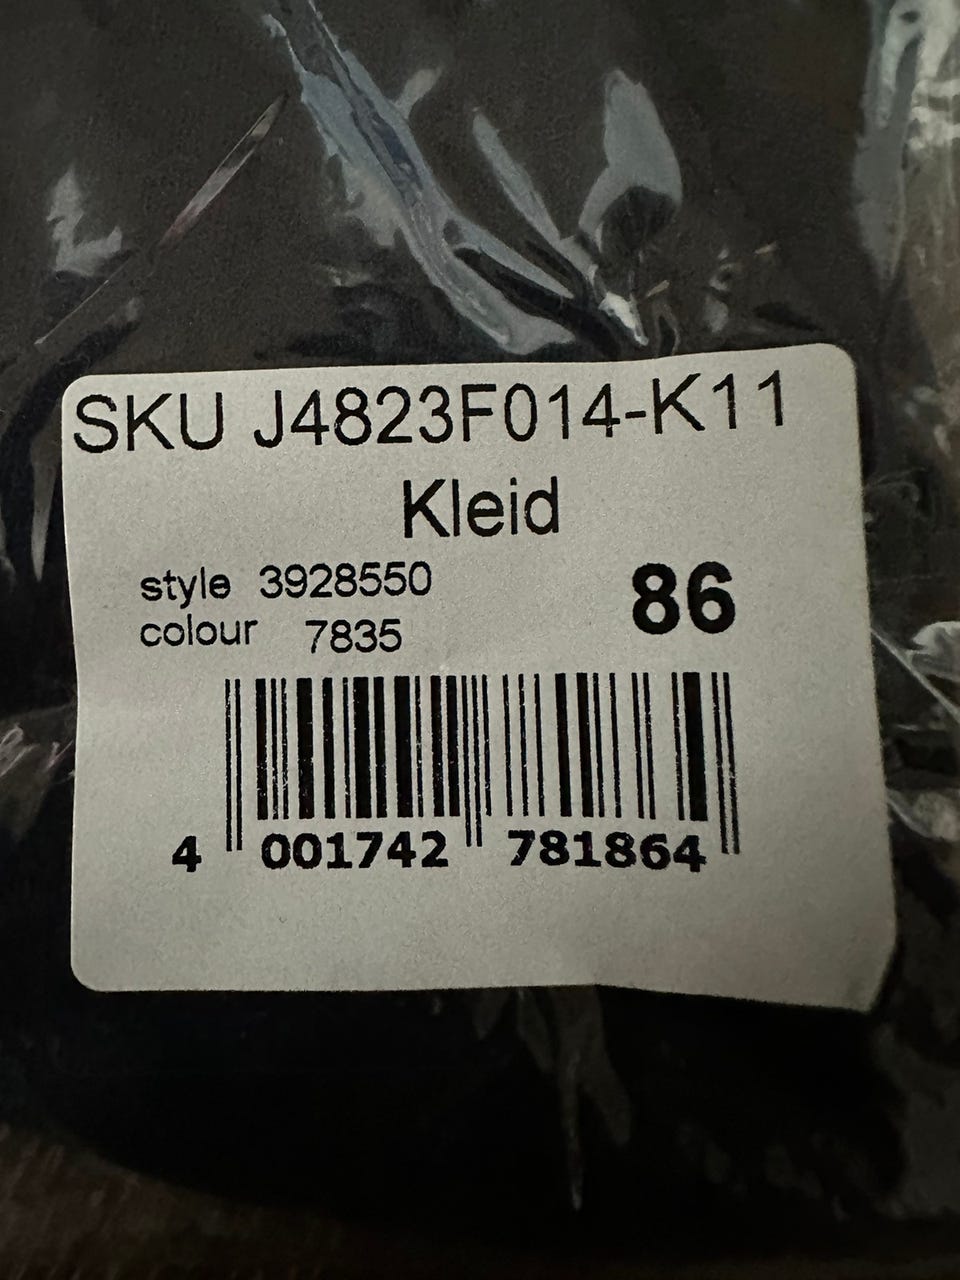 SKU J4823F014-K11
Kleid
style 3928550
86
colour 7835
4 001742 781864